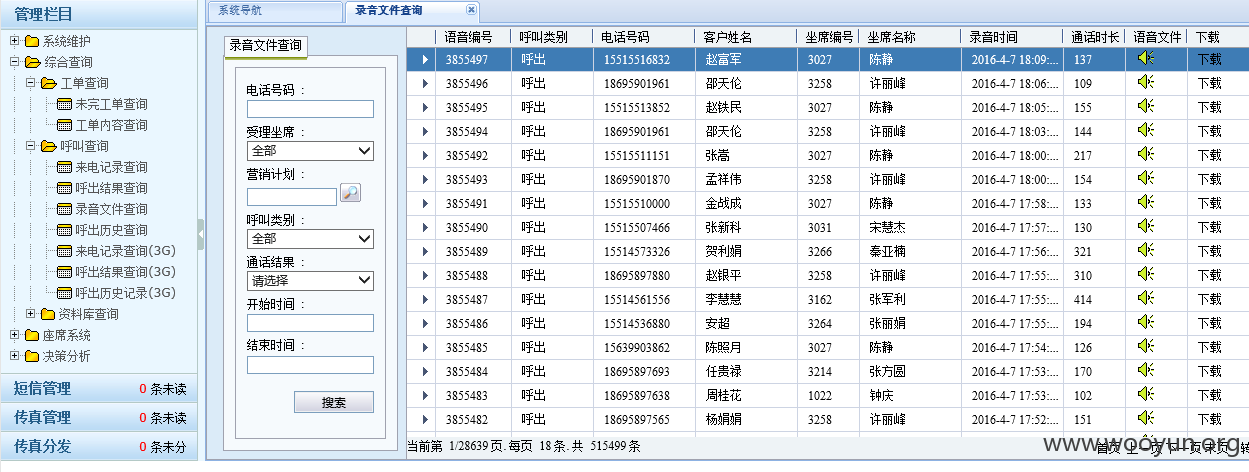 管理栏目
系统维护
综合查询
工单查询
未完工单查询
工单内容查询
呼叫查询
来电记录查询
呼出结果查询
录音文件查询
呼出历史查询
来电记录查询(3G)
呼出结果查询(3G)
呼出历史记录(3G)
资料库查询
座席系统
决策分析
短信管理 0 条未读
传真管理 0 条未读
传真分发 0 条未分
系统导航 录音文件查询
录音文件查询
电话号码 :
受理坐席 :
全部
营销计划 :
呼叫类别 :
全部
通话结果 :
请选择
开始时间 :
结束时间 :
搜索
语音编号 呼叫类别 电话号码 客户姓名 坐席编号 坐席名称 录音时间 通话时长 语音文件 下载
3855497 呼出 15515516832 赵富军 3027 陈静 2016-4-7 18:09:... 137 下载
3855496 呼出 18695901961 邵天伦 3258 许丽峰 2016-4-7 18:06:... 109 下载
3855495 呼出 15515513852 赵铁民 3027 陈静 2016-4-7 18:05:... 155 下载
3855494 呼出 18695901961 邵天伦 3258 许丽峰 2016-4-7 18:03:... 144 下载
3855492 呼出 15515511151 张嵩 3027 陈静 2016-4-7 18:00:... 217 下载
3855493 呼出 18695901870 孟祥伟 3258 许丽峰 2016-4-7 18:00:... 154 下载
3855491 呼出 15515510000 金战成 3027 陈静 2016-4-7 17:58:... 133 下载
3855490 呼出 15515507466 张新科 3031 宋慧杰 2016-4-7 17:57:... 130 下载
3855489 呼出 15514573326 贺利娟 3266 秦亚楠 2016-4-7 17:56:... 321 下载
3855488 呼出 18695897880 赵银平 3258 许丽峰 2016-4-7 17:55:... 310 下载
3855487 呼出 15514561556 李慧慧 3162 张军利 2016-4-7 17:55:... 414 下载
3855486 呼出 15514536880 安超 3264 张丽娟 2016-4-7 17:55:... 194 下载
3855485 呼出 15639903862 陈照月 3027 陈静 2016-4-7 17:54:... 126 下载
3855484 呼出 18695897693 任贵禄 3214 张方圆 2016-4-7 17:53:... 170 下载
3855483 呼出 18695897638 周桂花 1022 钟庆 2016-4-7 17:53:... 102 下载
3855482 呼出 18695897565 杨娟娟 3258 许丽峰 2016-4-7 17:52:... 151 下载
当前第 1/28639页.每页 18条.共 515499条
首页 上一页 下一页 末页 转
www.wooyun.org